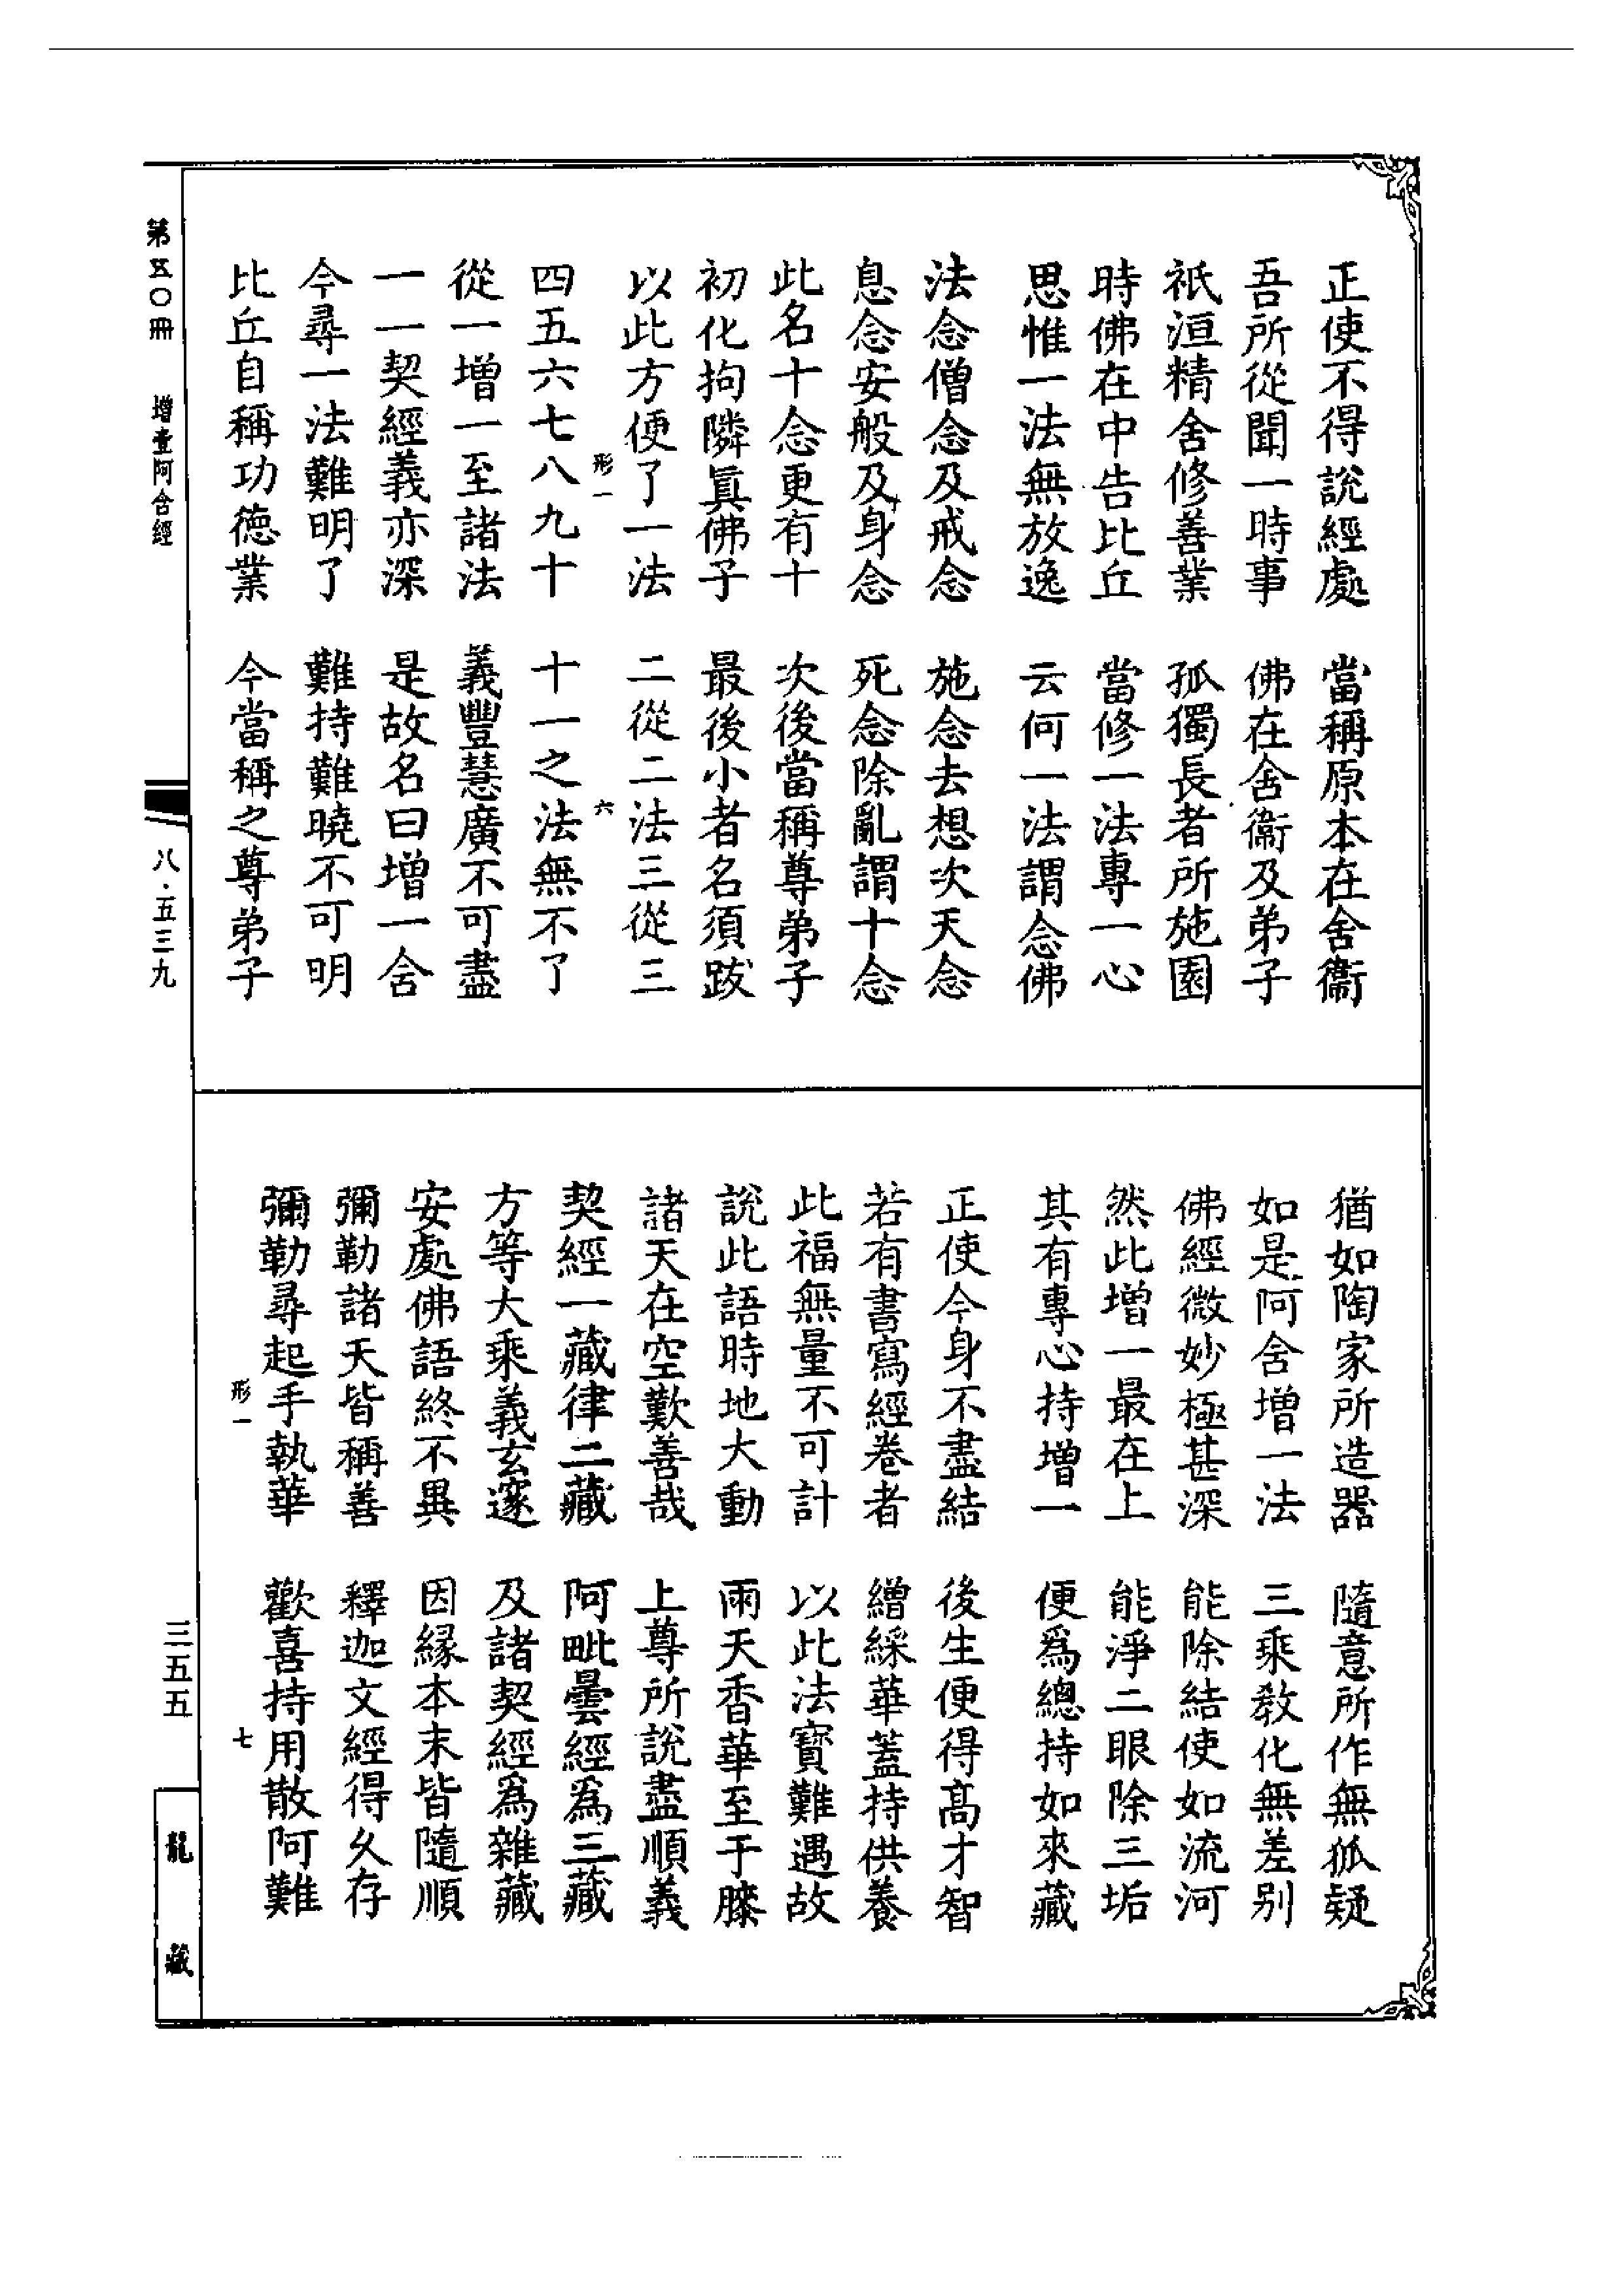 正使不得說經處　當稱原本在舍衞
吾所從聞一時事　佛在舍衞及弟子
祇洹精舍修善業　孤獨長者所施園
時佛在中告比丘　當修一法專一心
思惟一法無放逸　云何一法謂念佛
法念僧念及戒念　施念去想次天念
息念安般及身念　死念除亂謂十念
此名十念更有十　次後當稱尊弟子
初化拘隣眞佛子　最後小者名須跋
以此方便了一法　二從二法三從三
形一　六
四五六七八九十　十一之法無不了
從一增一至諸法　義豐慧廣不可盡
一一契經義亦深　是故名曰增一舍
今尋一法難明了　難持難曉不可明
比丘自稱功德業　今當稱之尊弟子
猶如陶家所造器　隨意所作無狐疑
如是阿含增一法　三乘敎化無差别
佛經微妙極甚深　能除結使如流河
然此增一最在上　能淨二眼除三垢
其有專心持增一　便爲總持如來藏
正使今身不盡結　後生便得髙才智
若有書寫經卷者　繒綵華蓋持供養
此福無量不可計　以此法寶難遇故
說此語時地大動　雨天香華至于膝
諸天在空歎善哉　上尊所說盡順義
契經一藏律二藏　阿毗曇經爲三藏
方等大乘義玄邃　及諸契經爲雜藏
安處佛語終不異　因緣本末皆隨順
彌勒諸天皆稱善　釋迦文經得久存
彌勒尋起手執華　歡喜持用散阿難
形一　七
第五〇冊　增壹阿含經　八·五三九　三五五　龍藏